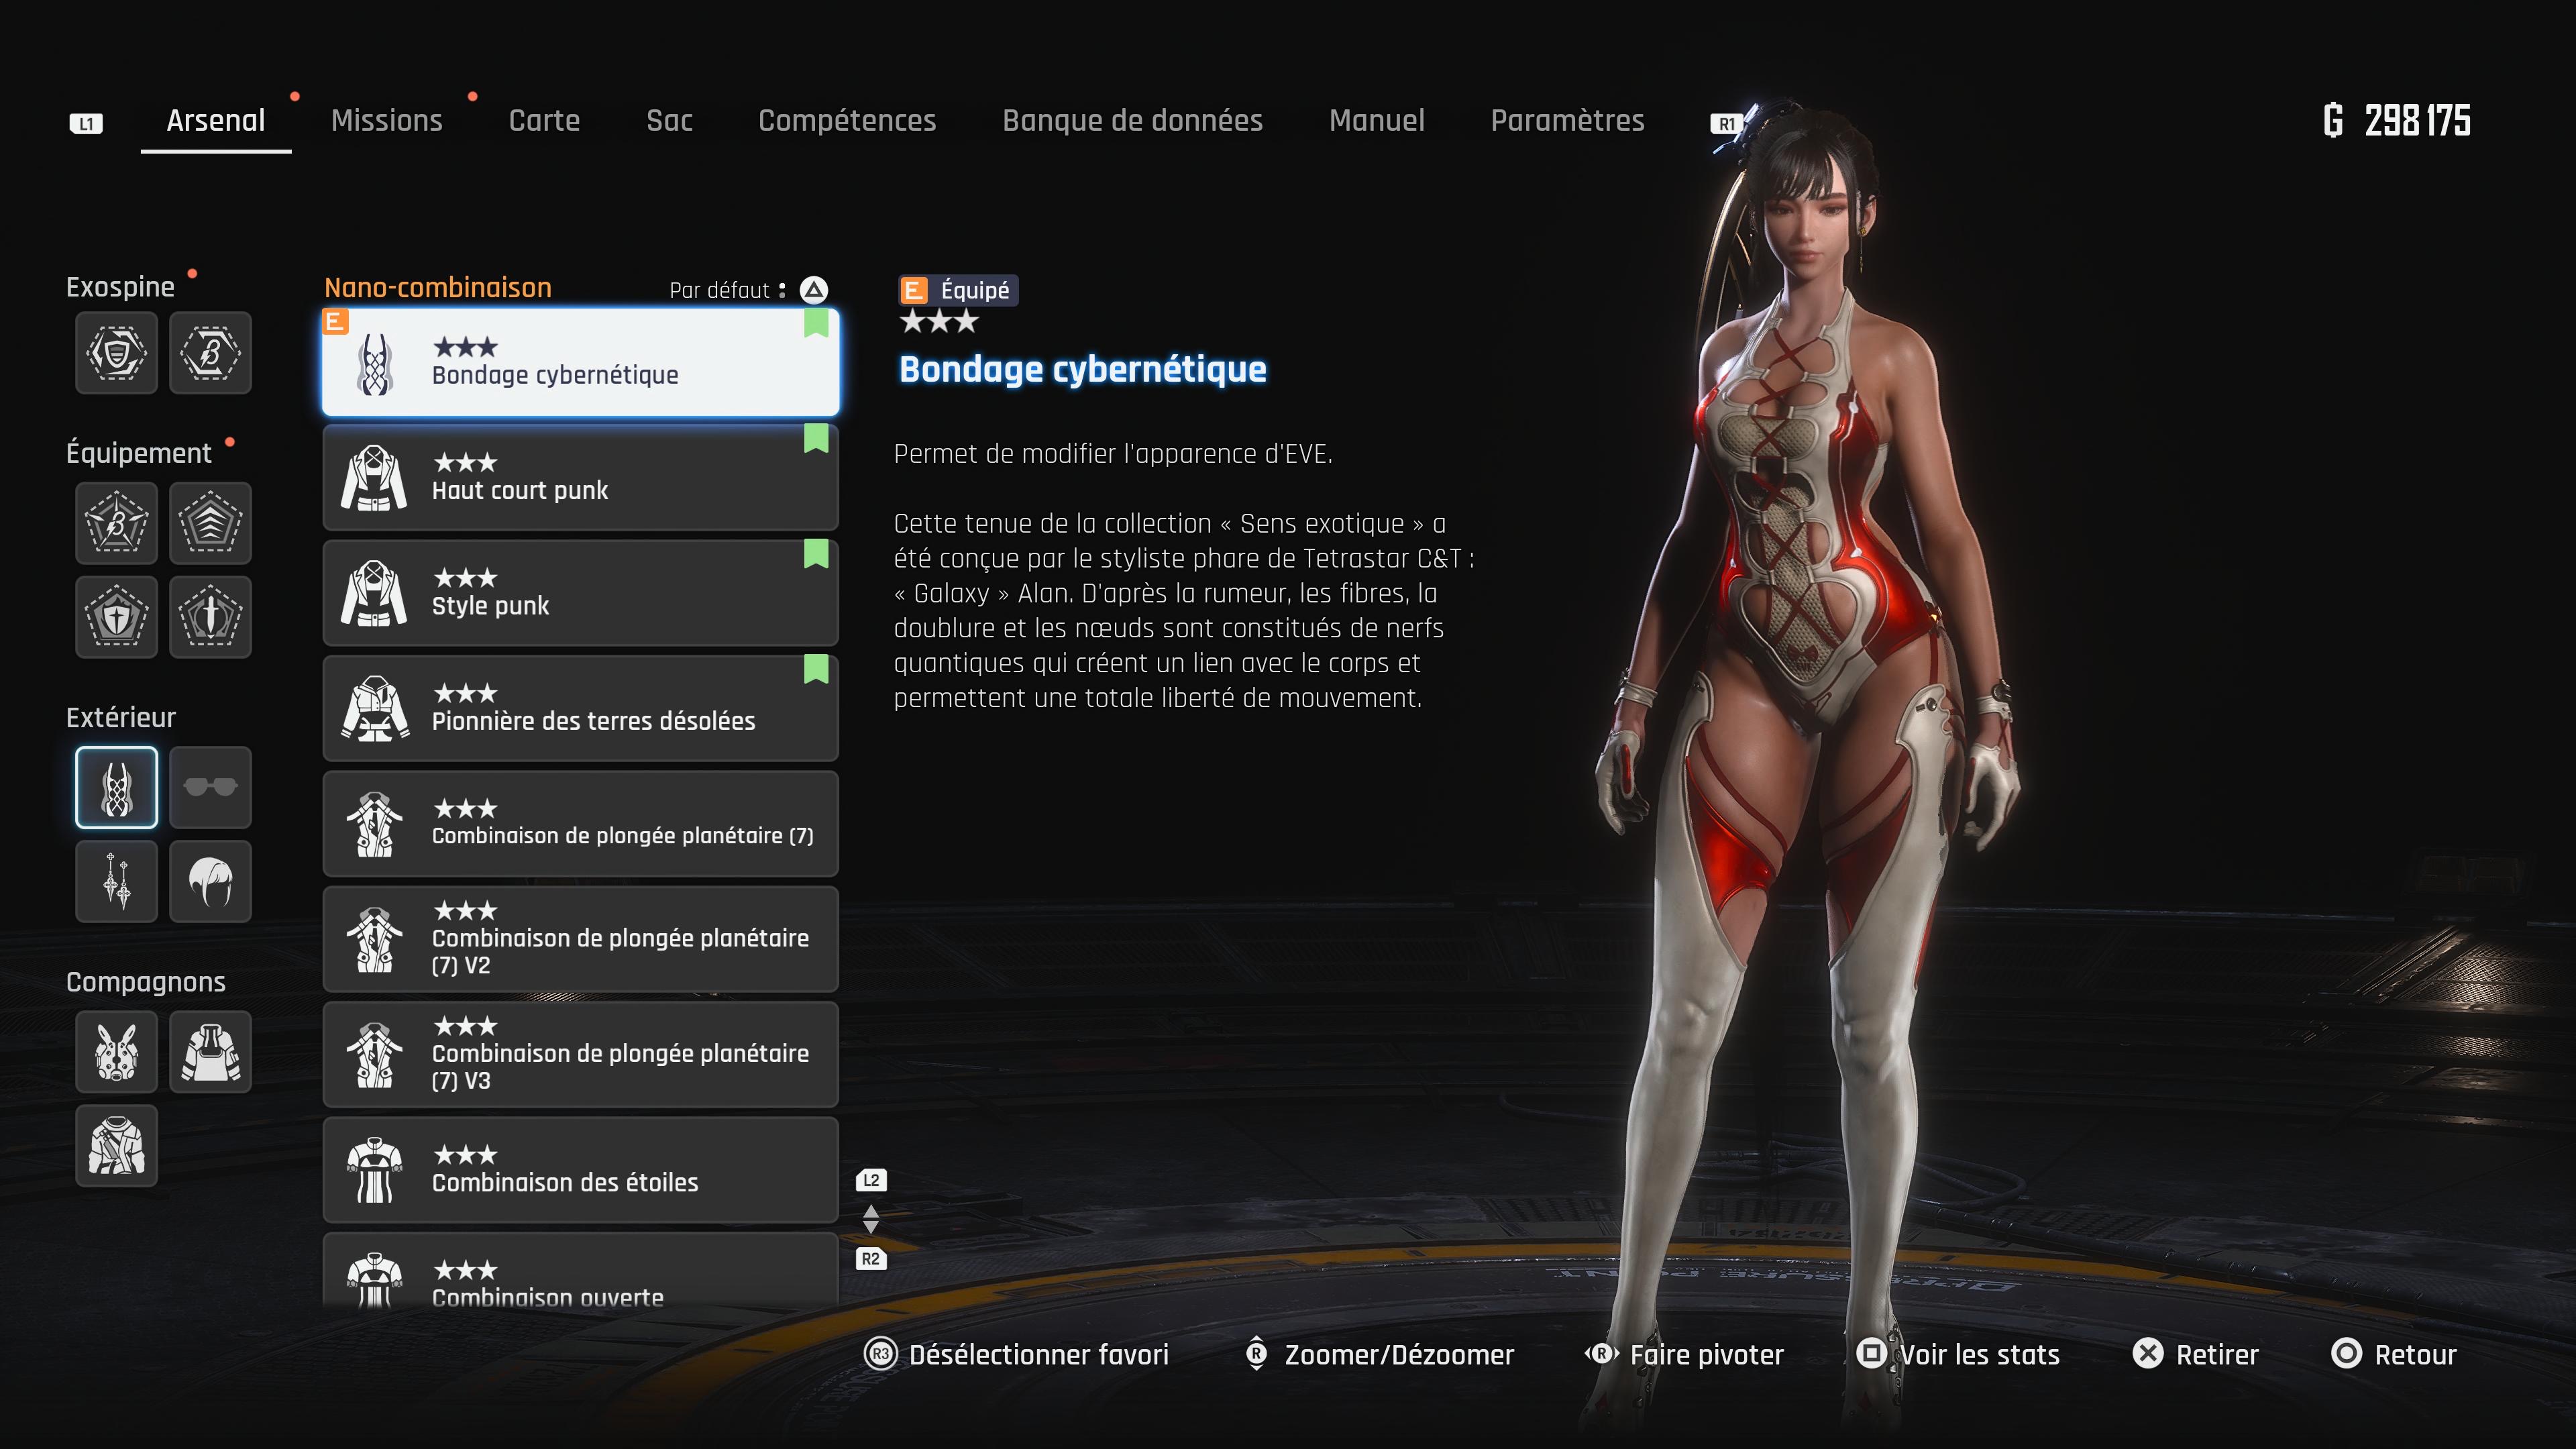 L1
Arsenal
Missions
Carte
Sac
Compétences
Banque de données
Manuel
Paramètres
R1
298 175
Exospine
Équipement
Extérieur
Compagnons
Nano-combinaison
Par défaut :
E
Bondage cybernétique
Haut court punk
Style punk
Pionnière des terres désolées
Combinaison de plongée planétaire (7)
Combinaison de plongée planétaire
(7) V2
Combinaison de plongée planétaire
(7) V3
Combinaison des étoiles
Combinaison ouverte
L2
R2
E Équipé
Bondage cybernétique
Permet de modifier l'apparence d'EVE.
Cette tenue de la collection « Sens exotique » a
été conçue par le styliste phare de Tetrastar C&T :
« Galaxy » Alan. D'après la rumeur, les fibres, la
doublure et les nœuds sont constitués de nerfs
quantiques qui créent un lien avec le corps et
permettent une totale liberté de mouvement.
R3 Désélectionner favori
R Zoomer/Dézoomer
R Faire pivoter
Voir les stats
Retirer
Retour